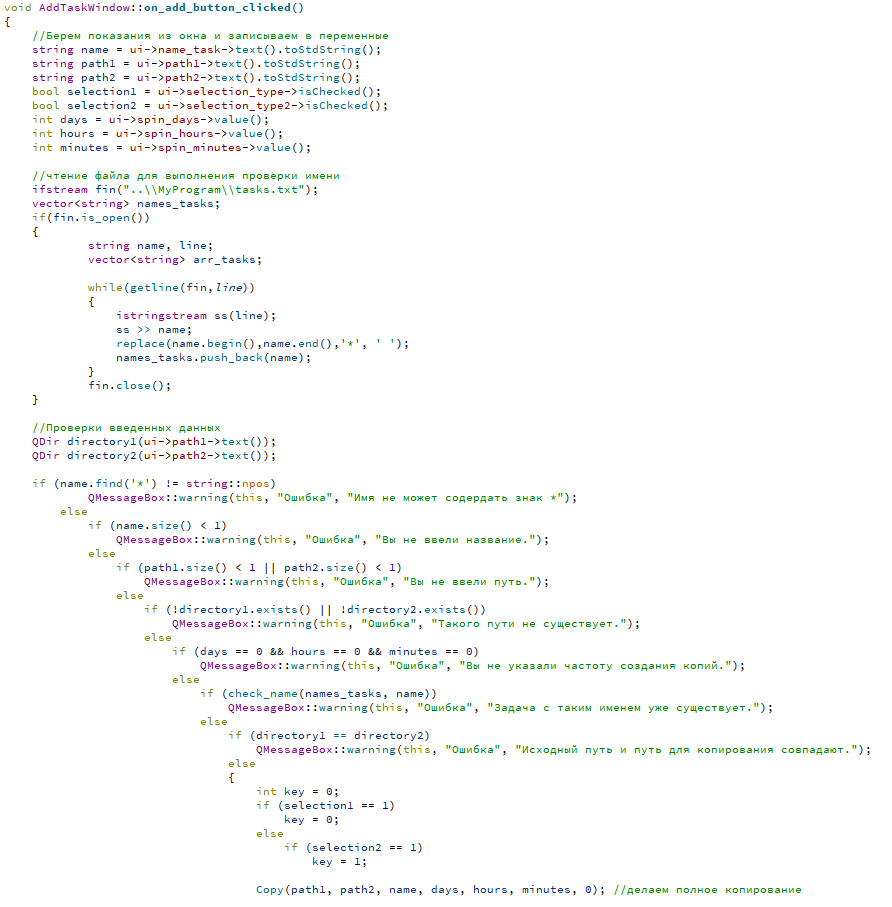 void AddTaskWindow::on_add_button_clicked()
{
    //Берем показания из окна и записываем в переменные
    string name = ui->name_task->text().toStdString();
    string path1 = ui->path1->text().toStdString();
    string path2 = ui->path2->text().toStdString();
    bool selection1 = ui->selection_type->isChecked();
    bool selection2 = ui->selection_type2->isChecked();
    int days = ui->spin_days->value();
    int hours = ui->spin_hours->value();
    int minutes = ui->spin_minutes->value();

    //чтение файла для выполнения проверки имени
    ifstream fin("..\\MyProgram\\tasks.txt");
    vector<string> names_tasks;
    if(fin.is_open())
    {
            string name, line;
            vector<string> arr_tasks;

            while(getline(fin,line))
            {
                istringstream ss(line);
                ss >> name;
                replace(name.begin(),name.end(),'*', ' ');
                names_tasks.push_back(name);
            }
            fin.close();
    }

    //Проверки введенных данных
    QDir directory1(ui->path1->text());
    QDir directory2(ui->path2->text());

    if (name.find('*') != string::npos)
            QMessageBox::warning(this, "Ошибка", "Имя не может содердать знак *");
        else
            if (name.size() < 1)
                QMessageBox::warning(this, "Ошибка", "Вы не ввели название.");
            else
                if (path1.size() < 1 || path2.size() < 1)
                    QMessageBox::warning(this, "Ошибка", "Вы не ввели путь.");
                else
                    if (!directory1.exists() || !directory2.exists())
                        QMessageBox::warning(this, "Ошибка", "Такого пути не существует.");
                    else
                        if (days == 0 && hours == 0 && minutes == 0)
                            QMessageBox::warning(this, "Ошибка", "Вы не указали частоту создания копий.");
                        else
                            if (check_name(names_tasks, name))
                                QMessageBox::warning(this, "Ошибка", "Задача с таким именем уже существует.");
                            else
                                if (directory1 == directory2)
                                    QMessageBox::warning(this, "Ошибка", "Исходный путь и путь для копирования совпадают.");
                                else
                                {
                                    int key = 0;
                                    if (selection1 == 1)
                                        key = 0;
                                    else
                                        if (selection2 == 1)
                                            key = 1;

                                    Copy(path1, path2, name, days, hours, minutes, 0); //делаем полное копирование